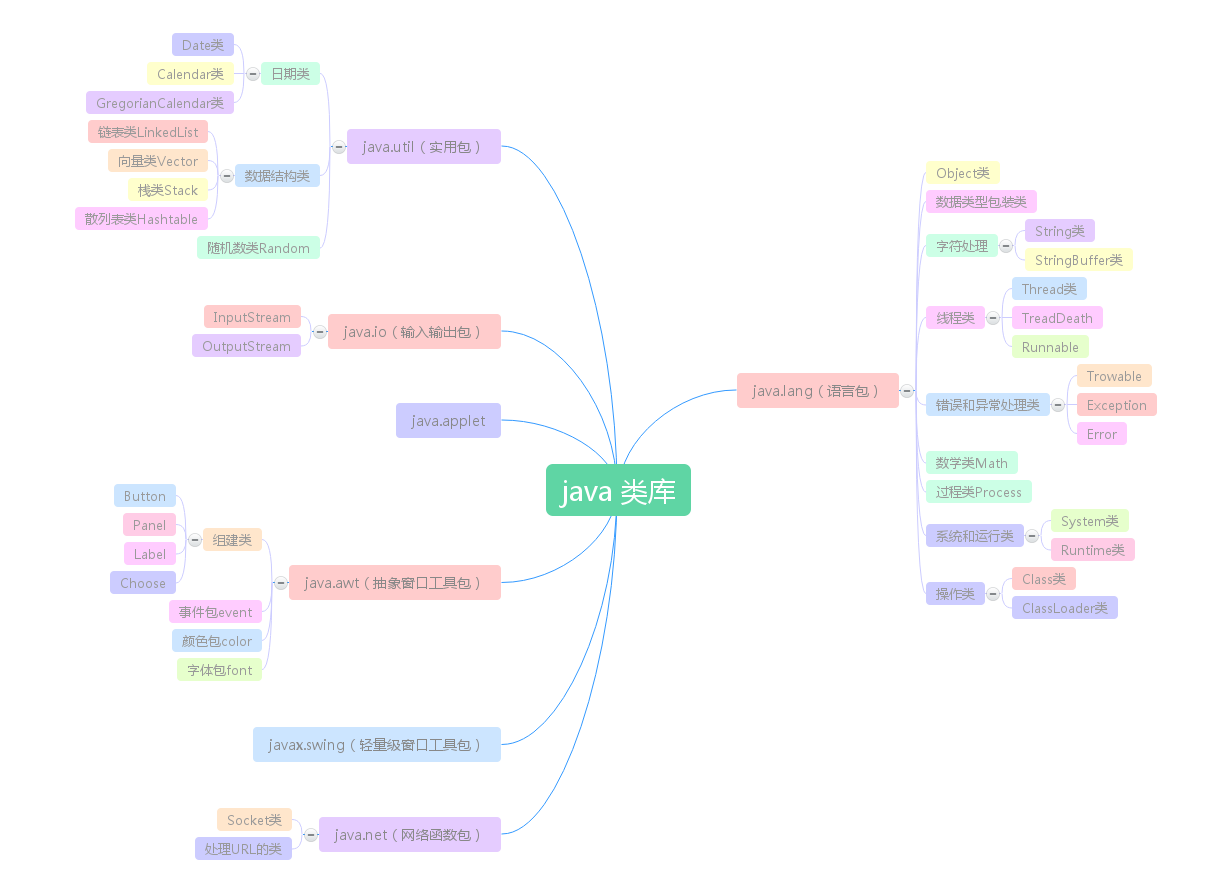 java 类库
java.util（实用包）
日期类
Date类
Calendar类
GregorianCalendar类
数据结构类
链表类LinkedList
向量类Vector
栈类Stack
散列表类Hashtable
随机数类Random
java.io（输入输出包）
InputStream
OutputStream
java.applet
java.awt（抽象窗口工具包）
组建类
Button
Panel
Label
Choose
事件包event
颜色包color
字体包font
javax.swing（轻量级窗口工具包）
java.net（网络函数包）
Socket类
处理URL的类
java.lang（语言包）
Object类
数据类型包装类
字符处理
String类
StringBuffer类
线程类
Thread类
TreadDeath
Runnable
错误和异常处理类
Trowable
Exception
Error
数学类Math
过程类Process
系统和运行类
System类
Runtime类
操作类
Class类
ClassLoader类